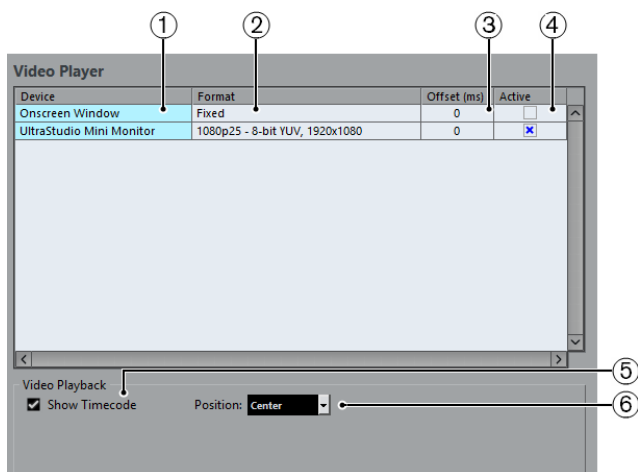 ① ② ③ ④
Video Player
Device Format Offset (ms) Active
Onscreen Window Fixed 0
UltraStudio Mini Monitor 1080p25 - 8-bit YUV, 1920x1080 0
⑤
Video Playback
Show Timecode Position: Center ⑥